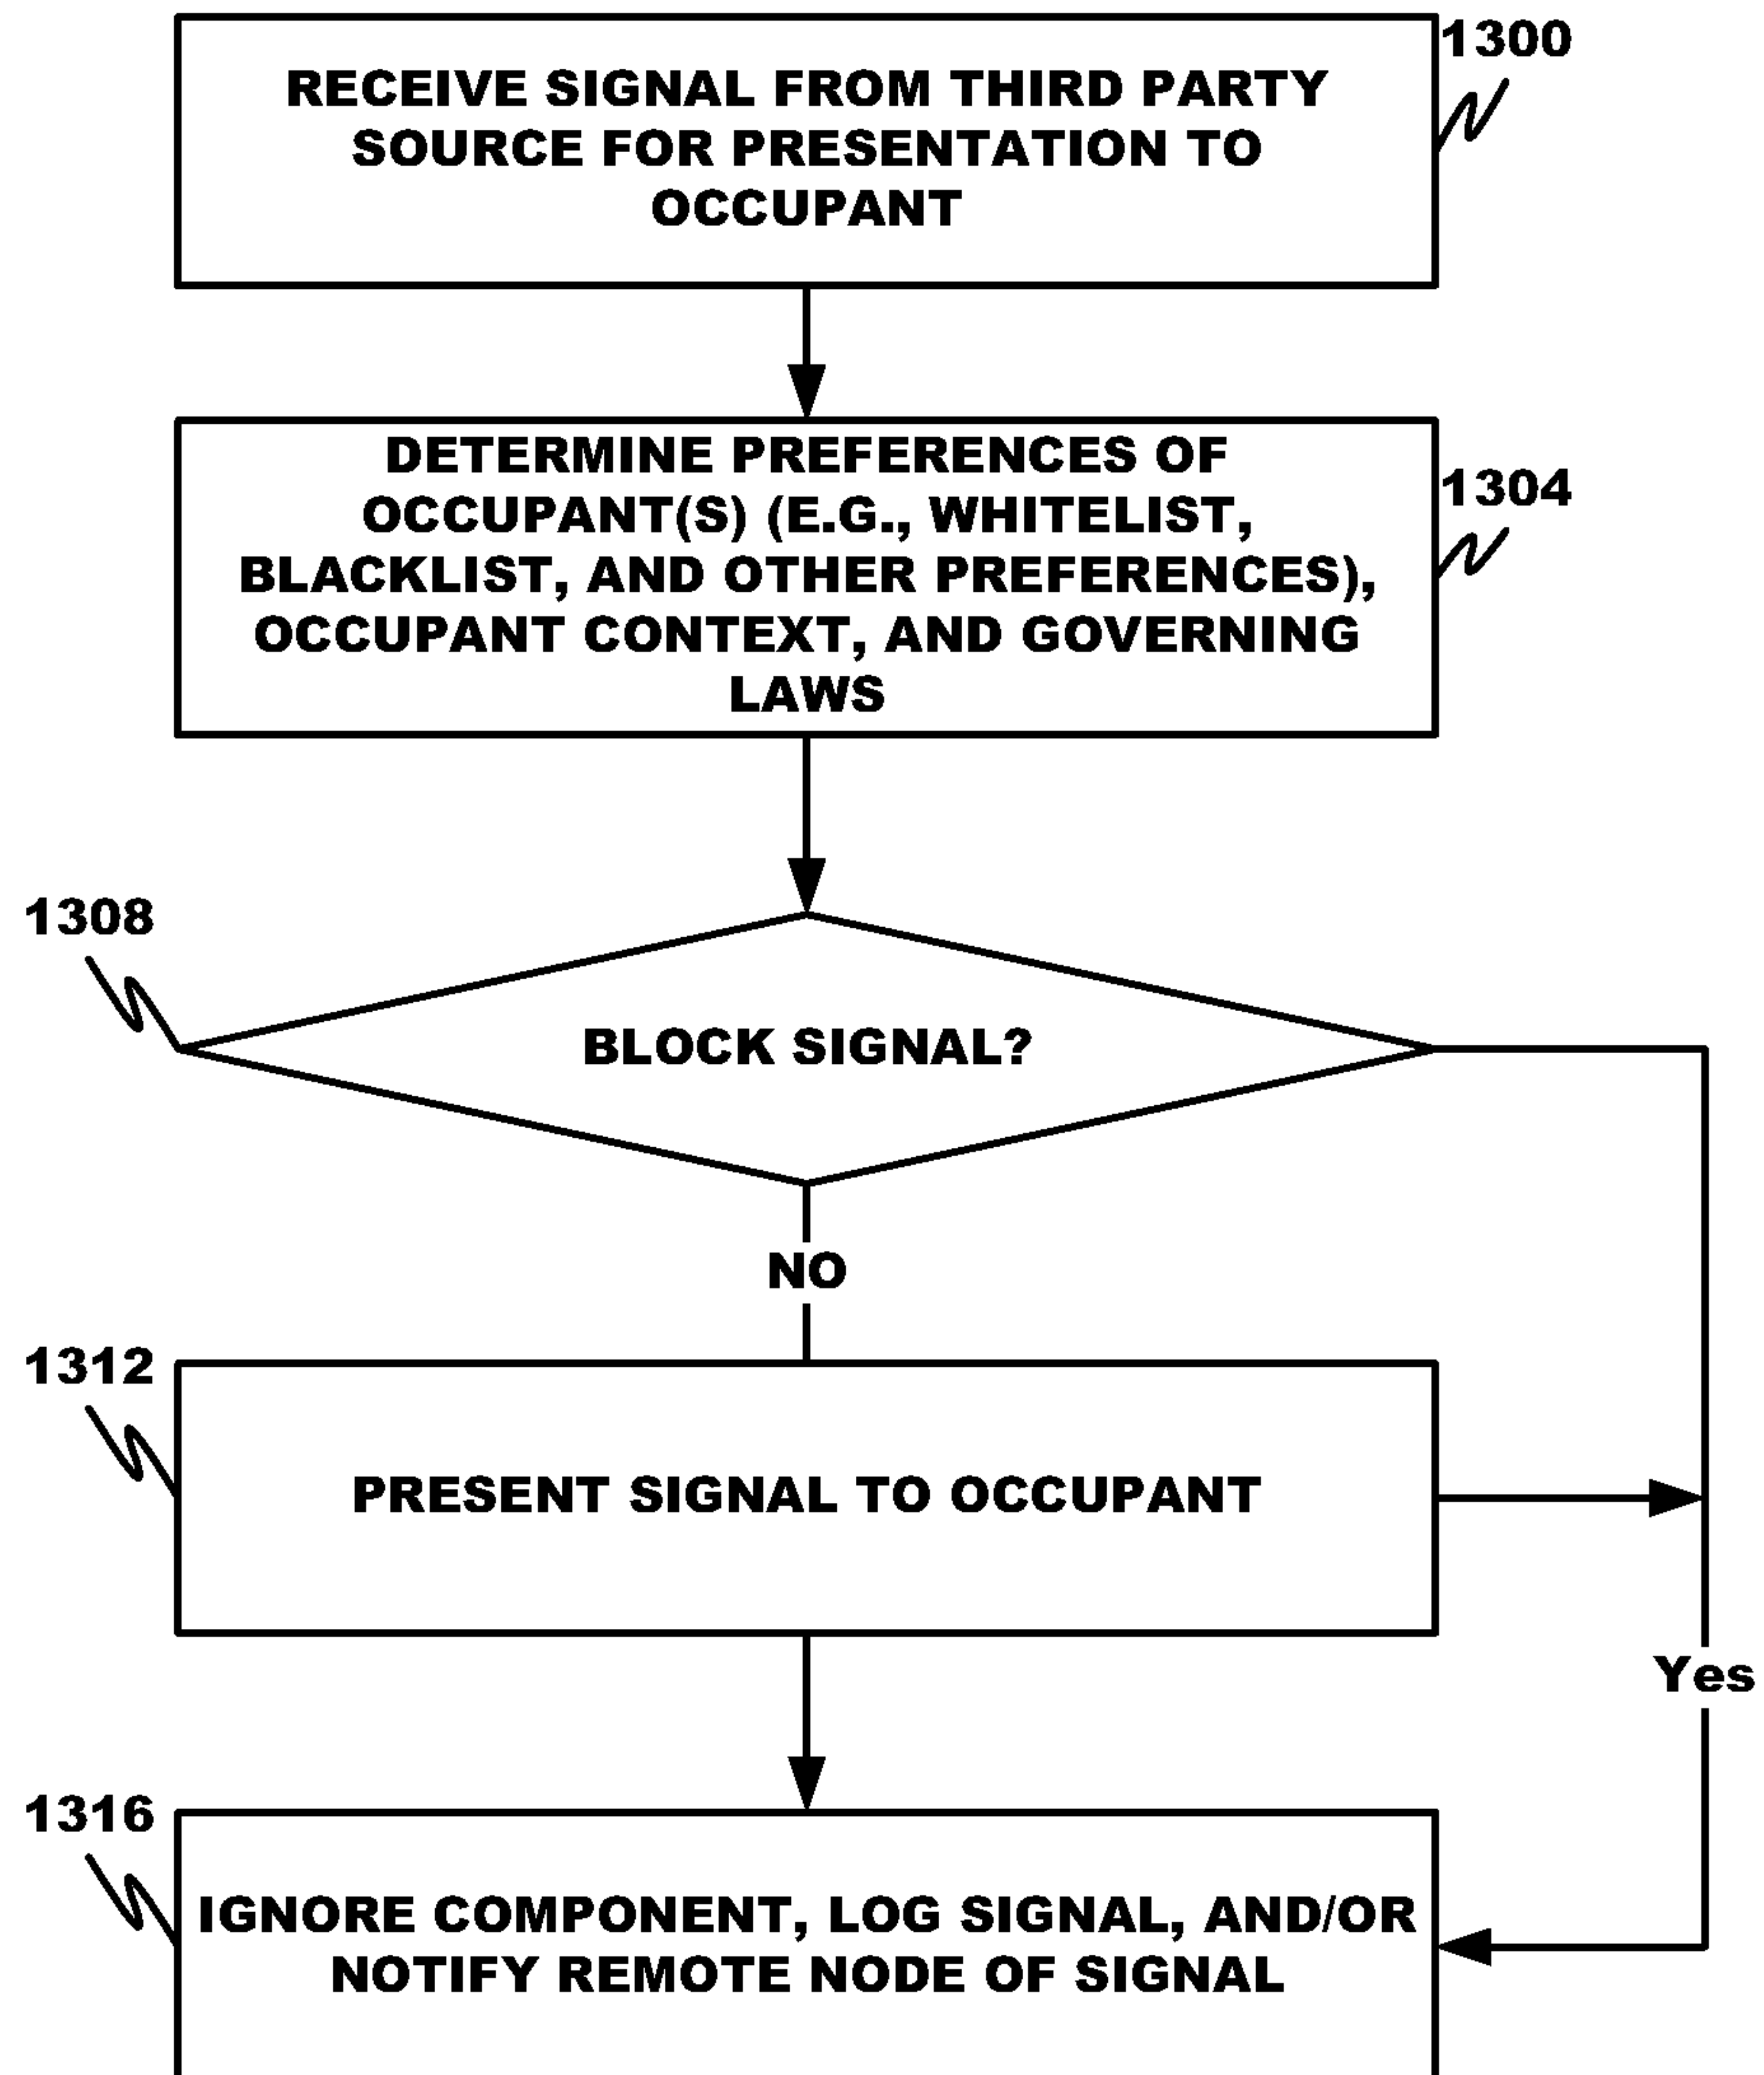 1300
RECEIVE SIGNAL FROM THIRD PARTY
SOURCE FOR PRESENTATION TO
OCCUPANT
1304
DETERMINE PREFERENCES OF
OCCUPANT(S) (E.G., WHITELIST,
BLACKLIST, AND OTHER PREFERENCES),
OCCUPANT CONTEXT, AND GOVERNING
LAWS
1308
BLOCK SIGNAL?
NO
1312
PRESENT SIGNAL TO OCCUPANT
Yes
1316
IGNORE COMPONENT, LOG SIGNAL, AND/OR
NOTIFY REMOTE NODE OF SIGNAL